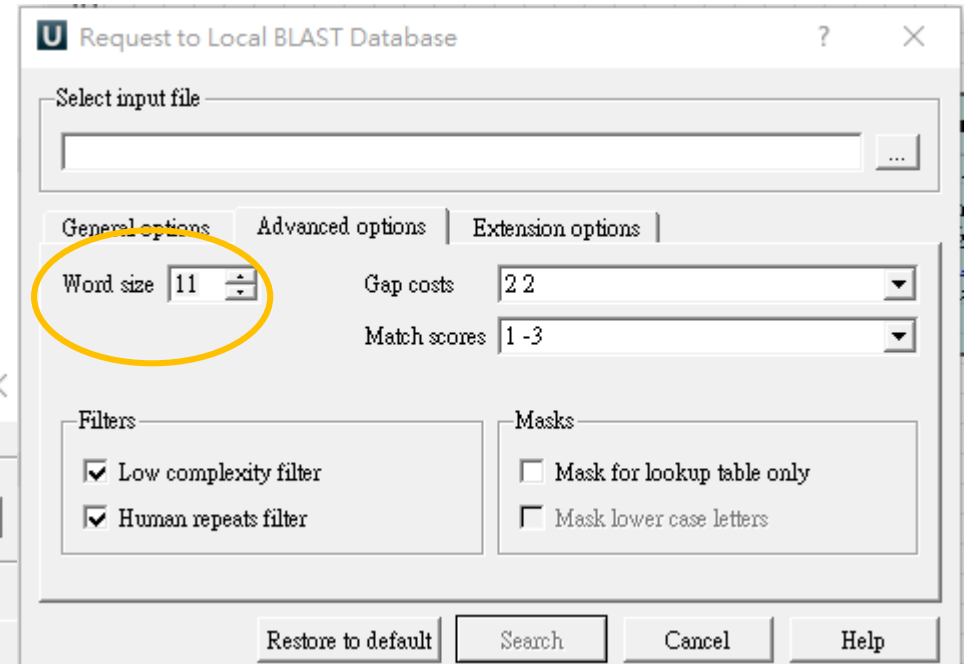 U Request to Local BLAST Database ? ×
Select input file
...
General options Advanced options Extension options
Word size 11 Gap costs 2 2
Match scores 1 -3
Filters Masks
Low complexity filter Mask for lookup table only
Human repeats filter Mask lower case letters
Restore to default Search Cancel Help